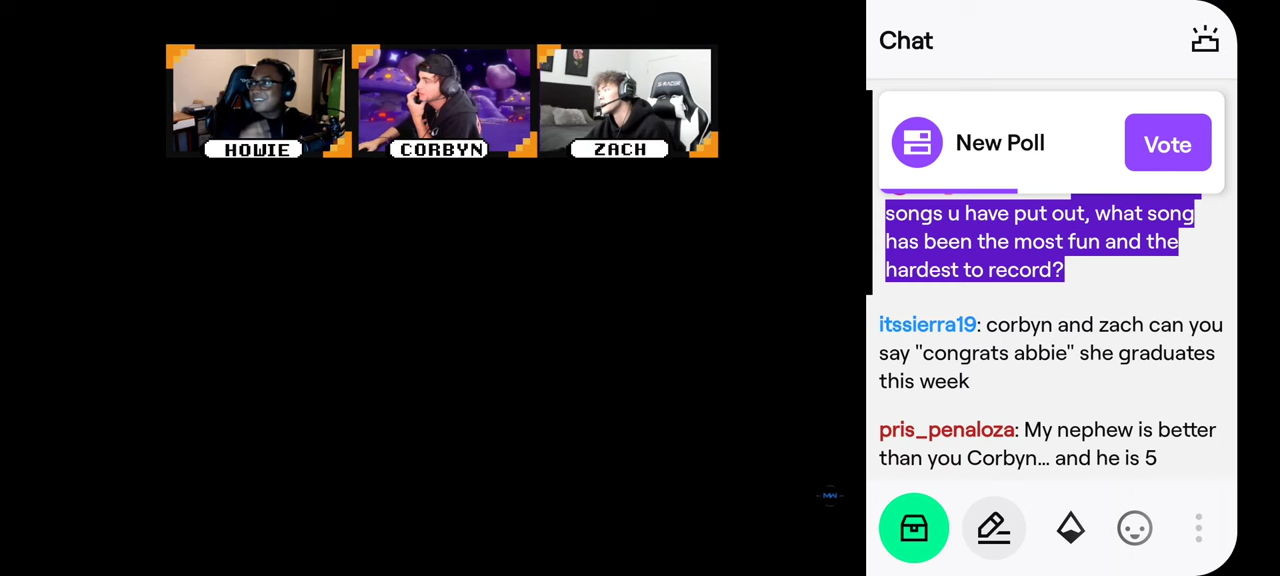 Chat
HOWIE
CORBYN
ZACH
S-RACER
New Poll
Vote
songs u have put out, what song
has been the most fun and the
hardest to record?
itssierra19: corbyn and zach can you
say "congrats abbie" she graduates
this week
pris_penaloza: My nephew is better
than you Corbyn... and he is 5
MW